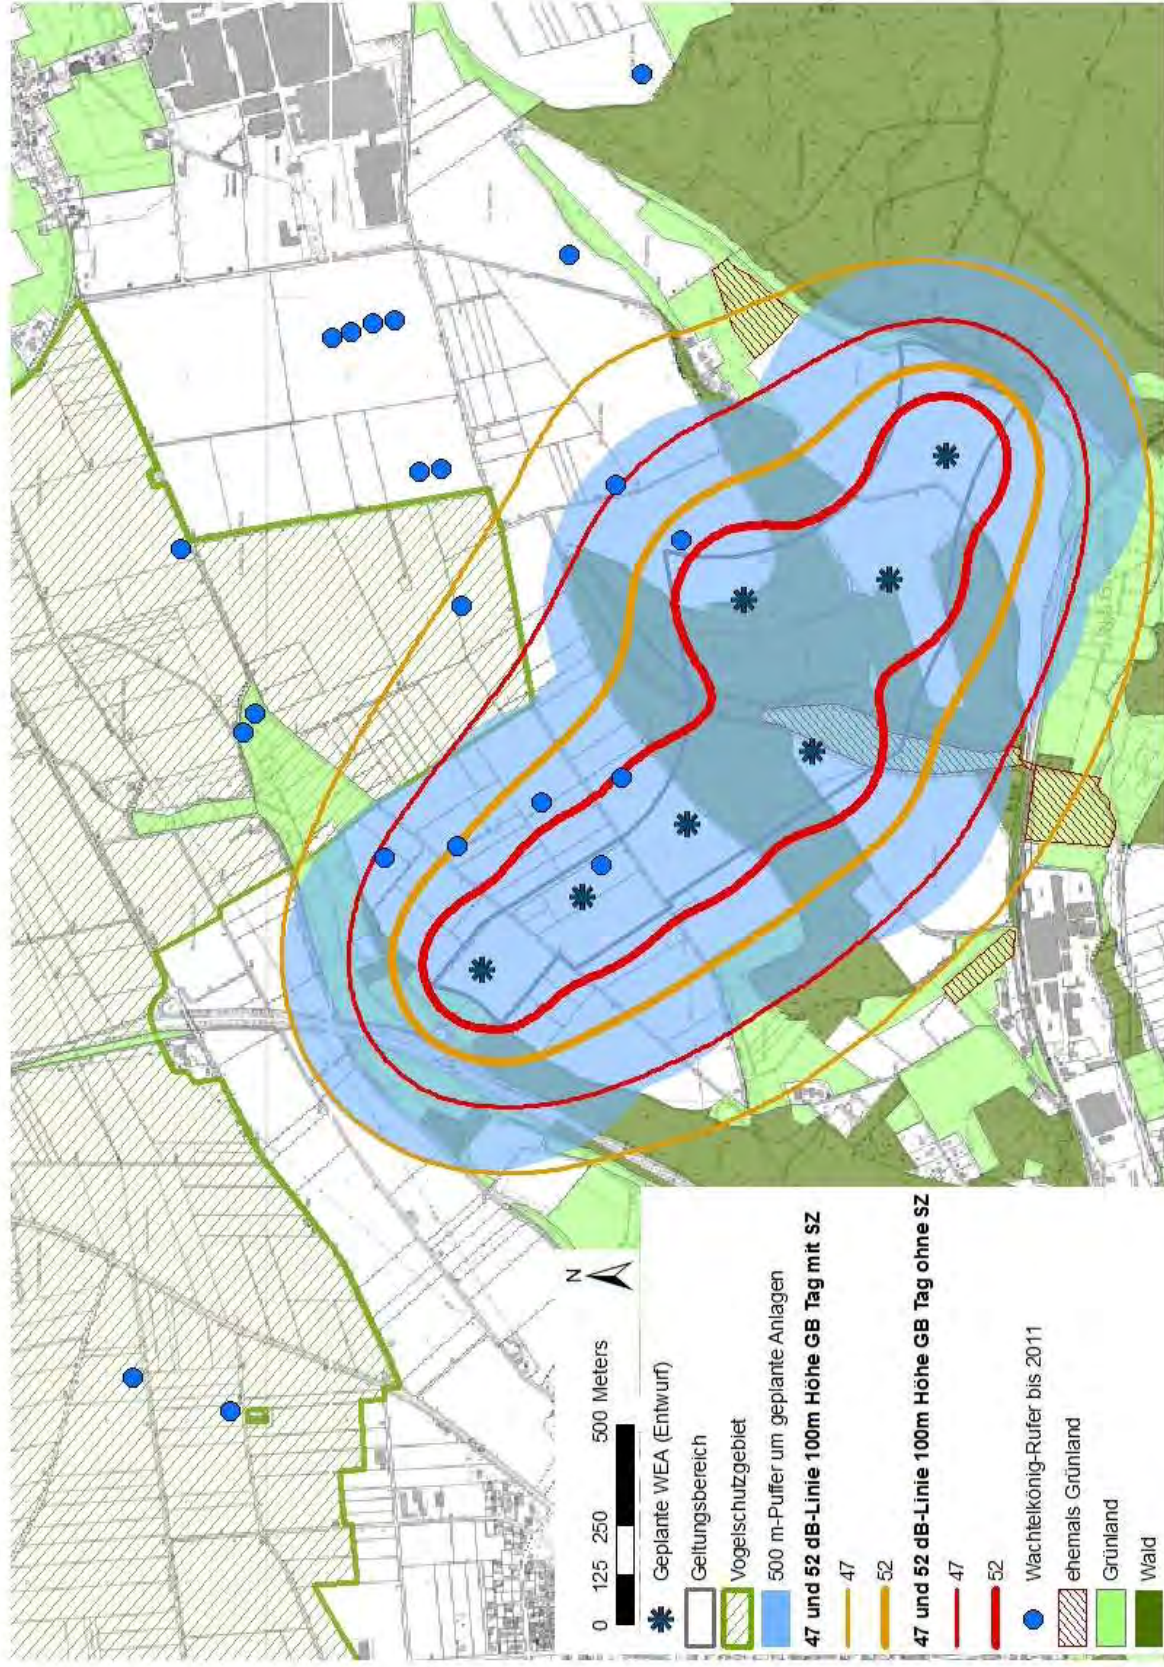 N
0 125 250 500 Meters
Geplante WEA (Entwurf)
Geltungsbereich
Vogelschutzgebiet
500 m-Puffer um geplante Anlagen
47 und 52 dB-Linie 100m Höhe GB Tag mit SZ
47
52
47 und 52 dB-Linie 100m Höhe GB Tag ohne SZ
47
52
Wachtelkönig-Rufer bis 2011
ehemals Grünland
Grünland
Wald